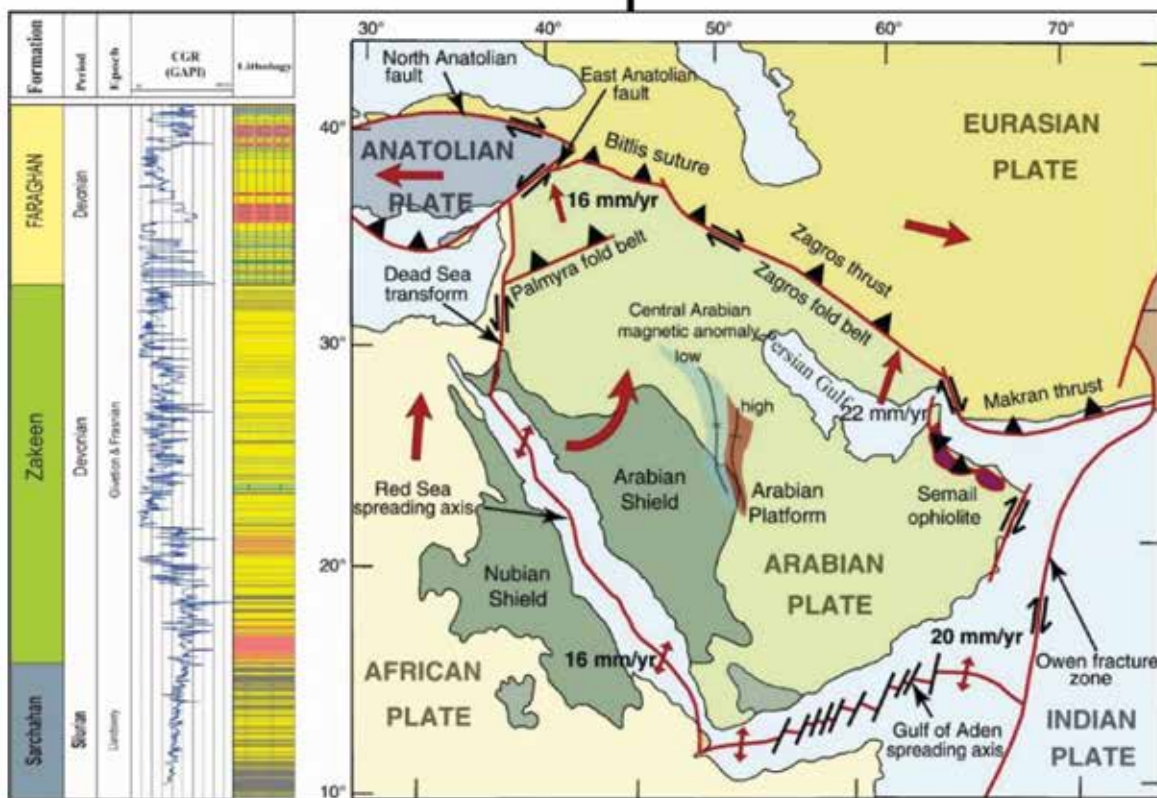 Formation
Period
Epoch
CGR
(GAPI)
Lithology
FARAGHAN
Devonian
Zakeen
Devonian
Givetion & Frasnian
Sarchahan
Silurian
Llandovery
30°
40°
50°
60°
70°
40°
30°
20°
10°
North Anatolian
fault
East Anatolian
fault
ANATOLIAN
PLATE
Bitlis suture
EURASIAN
PLATE
16 mm/yr
Dead Sea
transform
Palmyra fold belt
Zagros thrust
Zagros fold belt
Central Arabian
magnetic anomaly
low
high
Persian Gulf
22 mm/yr
Makran thrust
Arabian
Shield
Arabian
Platform
Semail
ophiolite
Red Sea
spreading axis
Nubian
Shield
ARABIAN
PLATE
AFRICAN
PLATE
16 mm/yr
20 mm/yr
Owen fracture
zone
Gulf of Aden
spreading axis
INDIAN
PLATE